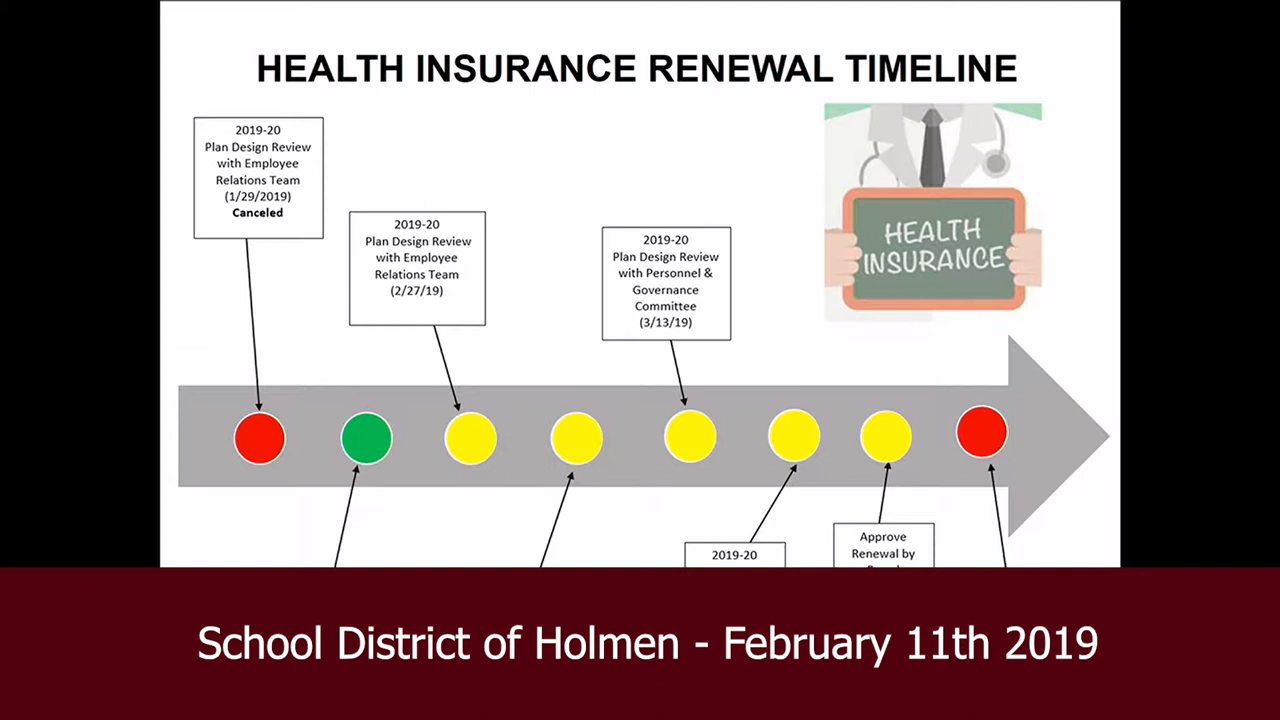 HEALTH INSURANCE RENEWAL TIMELINE
2019-20
Plan Design Review
with Employee
Relations Team
(1/29/2019)
Canceled
2019-20
Plan Design Review
with Employee
Relations Team
(2/27/19)
2019-20
Plan Design Review
with Personnel &
Governance
Committee
(3/13/19)
HEALTH
INSURANCE
2019-20
Approve
Renewal by
School District of Holmen - February 11th 2019